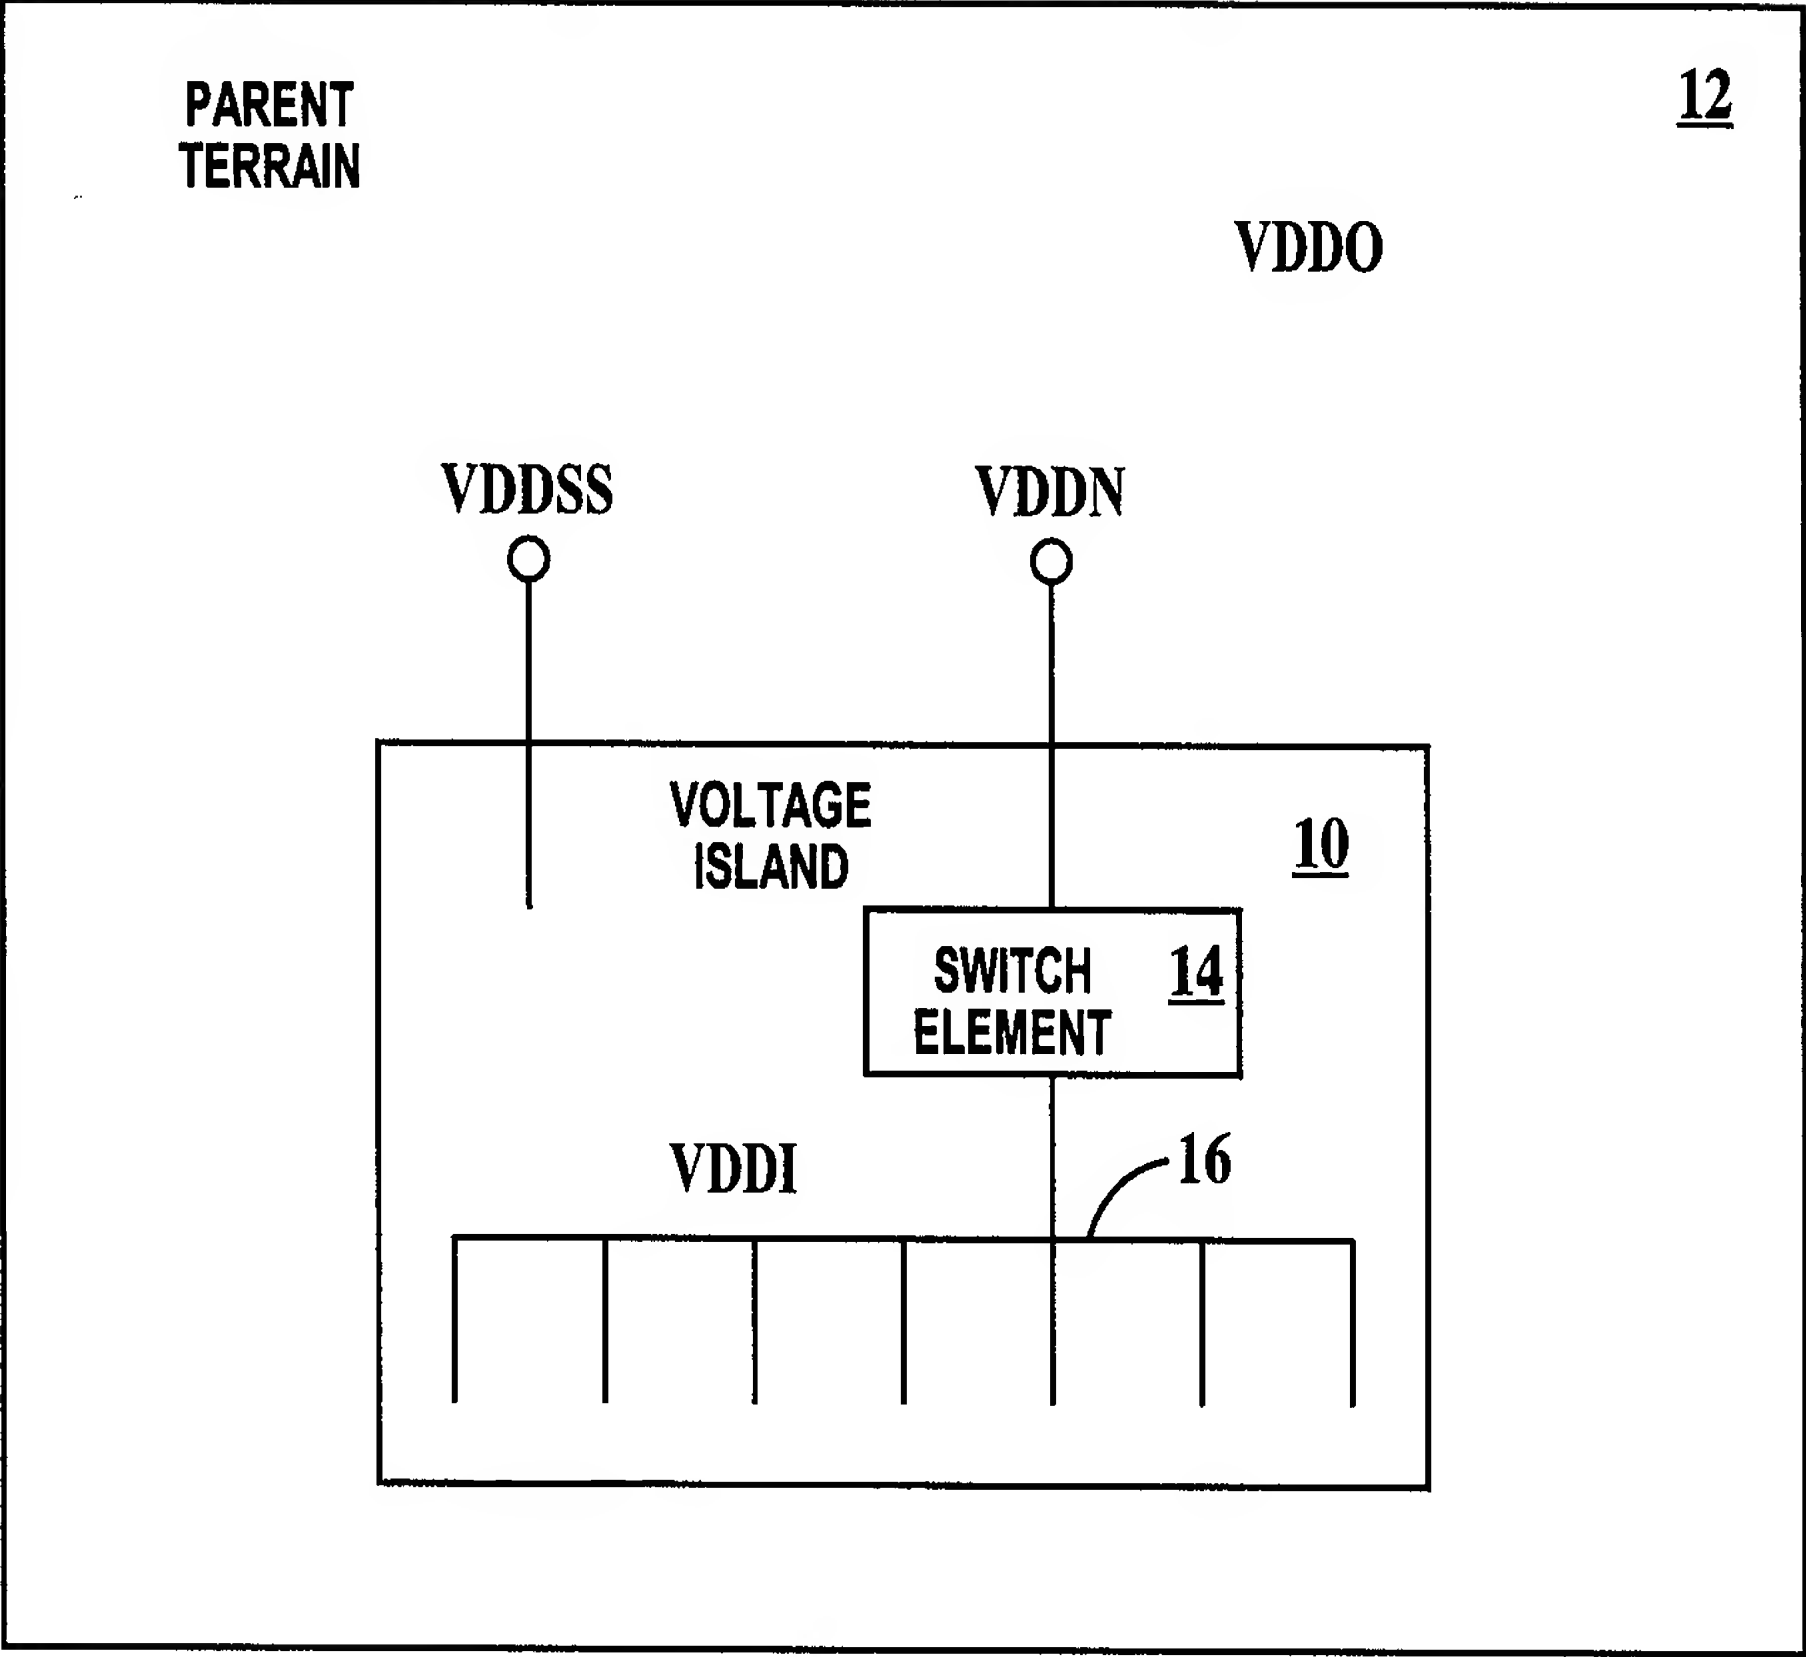 PARENT
TERRAIN
12
VDDO
VDDSS
VDDN
VOLTAGE
ISLAND
10
SWITCH
ELEMENT
14
VDDI
16